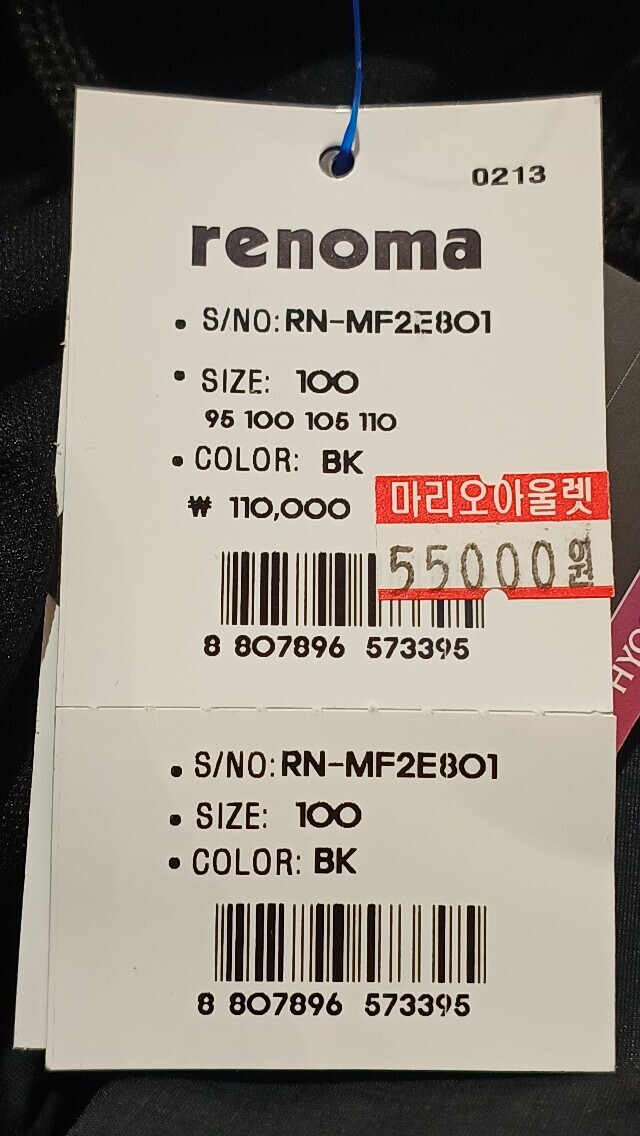 0213
renoma
• S/NO: RN-MF2E801
• SIZE: 100
95 100 105 110
• COLOR: BK
₩ 110,000
마리오아울렛
55000원
8 807896 573395
HYO
• S/NO: RN-MF2E801
• SIZE: 100
• COLOR: BK
8 807896 573395